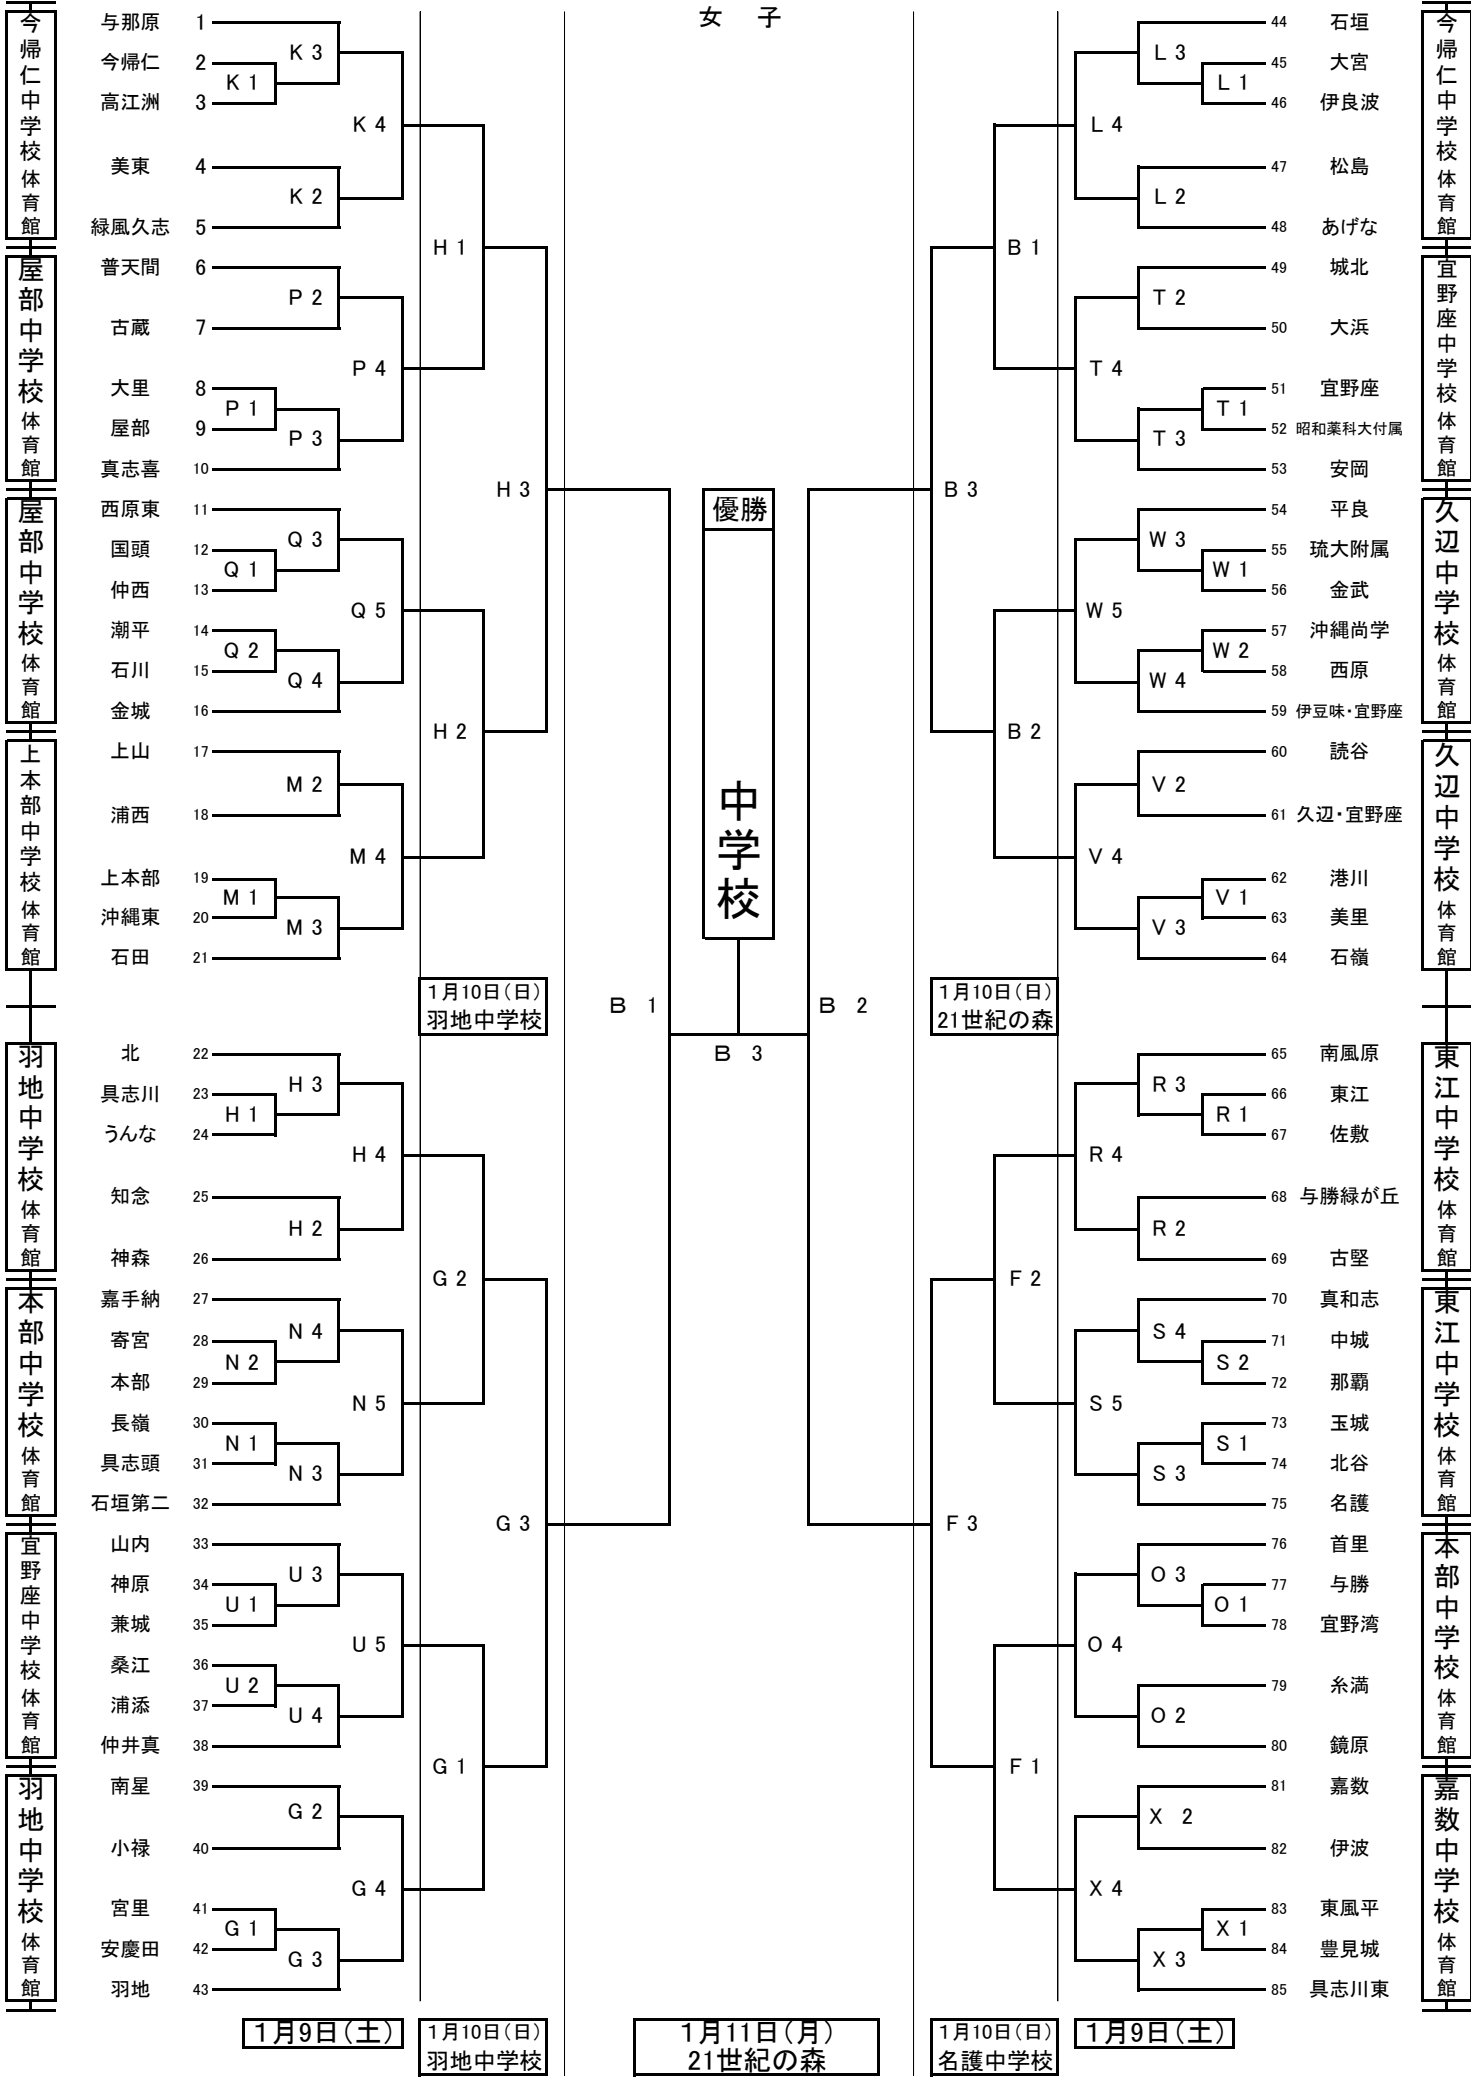 女 子
今帰仁中学校体育館
与那原 1
K 3
今帰仁 2
K 1
高江洲 3
K 4
美東 4
K 2
緑風久志 5
H 1
屋部中学校体育館
普天間 6
P 2
古蔵 7
P 4
大里 8
P 1
屋部 9
P 3
真志喜 10
H 3
屋部中学校体育館
西原東 11
Q 3
国頭 12
Q 1
仲西 13
Q 5
潮平 14
Q 2
石川 15
Q 4
金城 16
H 2
上本部中学校体育館
上山 17
M 2
浦西 18
M 4
上本部 19
M 1
沖縄東 20
M 3
石田 21
1月10日(日)
羽地中学校
B 1
羽地中学校体育館
北 22
H 3
具志川 23
H 1
うんな 24
H 4
知念 25
H 2
神森 26
G 2
本部中学校体育館
嘉手納 27
N 4
寄宮 28
N 2
本部 29
N 5
長嶺 30
N 1
具志頭 31
N 3
石垣第二 32
G 3
宜野座中学校体育館
山内 33
U 3
神原 34
U 1
兼城 35
U 5
桑江 36
U 2
浦添 37
U 4
仲井真 38
G 1
羽地中学校体育館
南星 39
G 2
小禄 40
G 4
宮里 41
G 1
安慶田 42
G 3
羽地 43
1月9日(土)
1月10日(日)
羽地中学校
優勝
中学校
B 3
1月11日(月)
21世紀の森
44 石垣
今帰仁中学校体育館
L 3
45 大宮
L 1
46 伊良波
L 4
47 松島
L 2
48 あげな
B 1
49 城北
宜野座中学校体育館
T 2
50 大浜
T 4
51 宜野座
T 1
52 昭和薬科大付属
T 3
53 安岡
B 3
54 平良
久辺中学校体育館
W 3
55 琉大附属
W 1
56 金武
W 5
57 沖縄尚学
W 2
58 西原
W 4
59 伊豆味・宜野座
B 2
60 読谷
久辺中学校体育館
V 2
61 久辺・宜野座
V 4
62 港川
V 1
63 美里
V 3
64 石嶺
1月10日(日)
21世紀の森
B 2
65 南風原
東江中学校体育館
R 3
66 東江
R 1
67 佐敷
R 4
68 与勝緑が丘
R 2
69 古堅
F 2
70 真和志
東江中学校体育館
S 4
71 中城
S 2
72 那覇
S 5
73 玉城
S 1
74 北谷
S 3
75 名護
F 3
76 首里
本部中学校体育館
O 3
77 与勝
O 1
78 宜野湾
O 4
79 糸満
O 2
80 鏡原
F 1
81 嘉数
嘉数中学校体育館
X 2
82 伊波
X 4
83 東風平
X 1
84 豊見城
X 3
85 具志川東
1月10日(日)
名護中学校
1月9日(土)